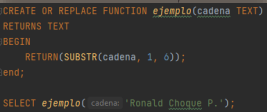 CREATE OR REPLACE FUNCTION ejemplo(cadena TEXT)
RETURNS TEXT
BEGIN
RETURN(SUBSTR(cadena, 1, 6));
end;
SELECT ejemplo( cadena: 'Ronald Choque P.');